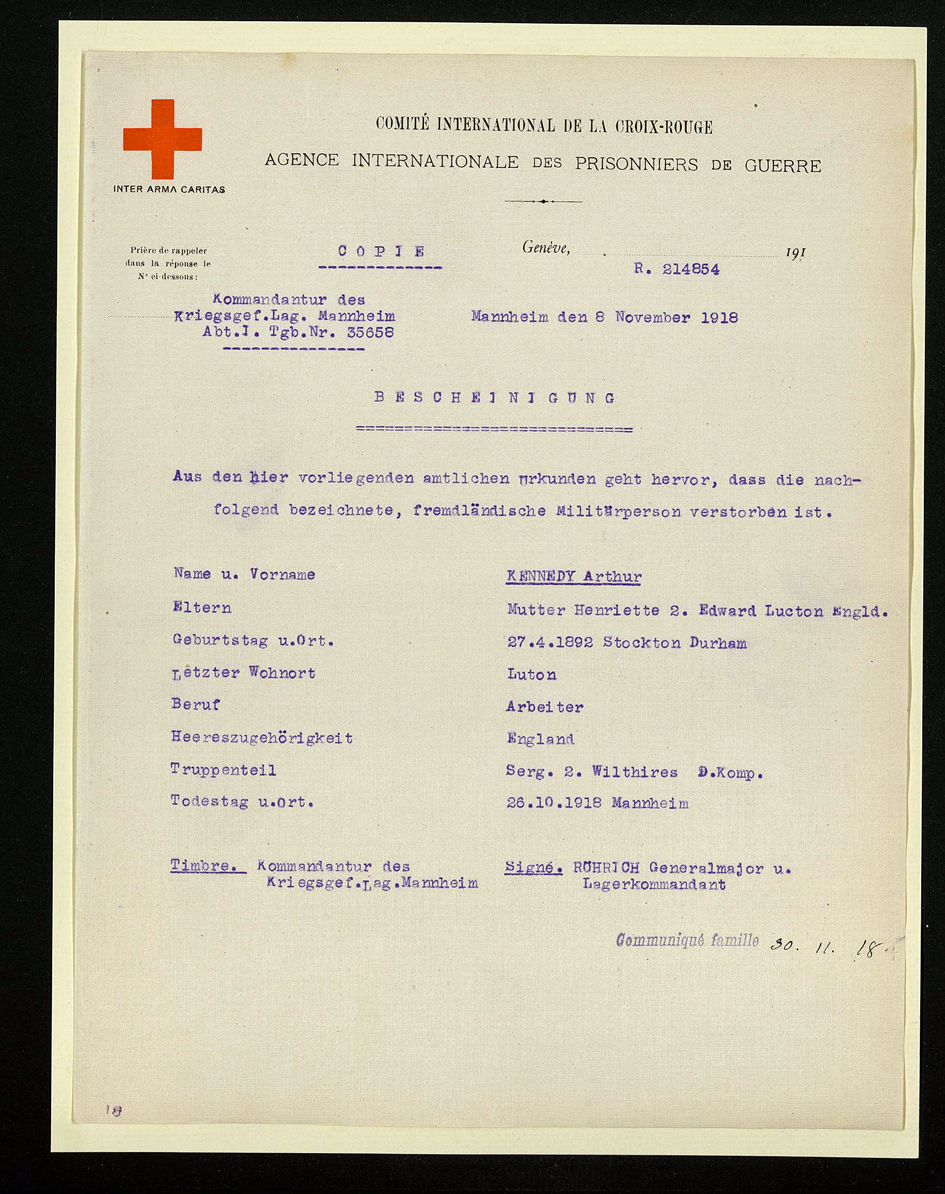 COMITÉ INTERNATIONAL DE LA CROIX-ROUGE
AGENCE INTERNATIONALE DES PRISONNIERS DE GUERRE
INTER ARMA CARITAS
Prière de rappeler
dans la réponse le
N° ci-dessous:
COPIE
Genève, 191
R. 214854
Kommandantur des
Kriegsgef.Lag. Mannheim
Abt.I. Tgb.Nr. 35658
Mannheim den 8 November 1918
BESCHEINIGUNG
Aus den hier vorliegenden amtlichen Urkunden geht hervor, dass die nach-
folgend bezeichnete, fremdländische Militärperson verstorben ist.
Name u. Vorname KENNEDY Arthur
Eltern Mutter Henriette 2. Edward Lucton Engld.
Geburtstag u.Ort. 27.4.1892 Stockton Durham
Letzter Wohnort Luton
Beruf Arbeiter
Heereszugehörigkeit England
Truppenteil Serg. 2. Wilthires D.Komp.
Todestag u.Ort. 26.10.1918 Mannheim
Timbre. Kommandantur des
Kriegsgef.Lag.Mannheim
Signé. RÖHRICH Generalmajor u.
Lagerkommandant
Communiqué famille 30. 11. 18